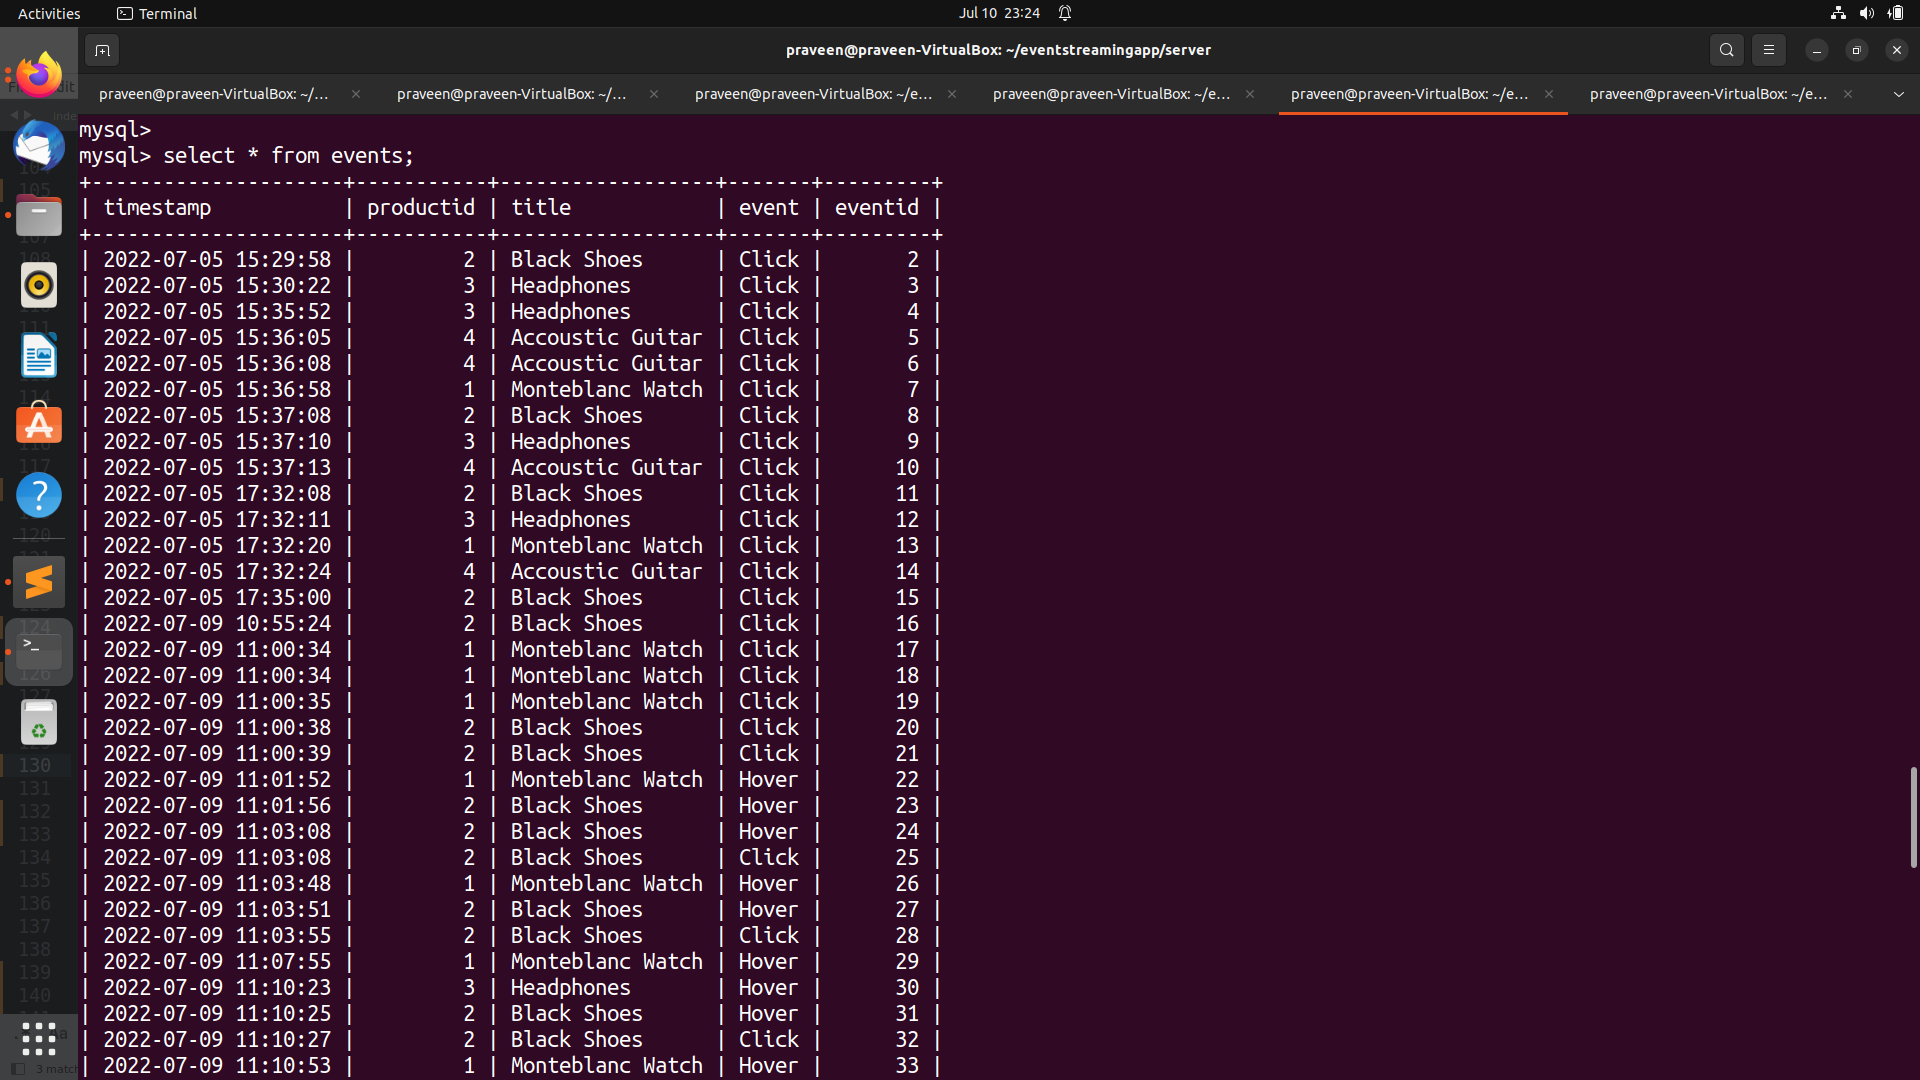 Activities Terminal Jul 10 23:24
praveen@praveen-VirtualBox: ~/eventstreamingapp/server
praveen@praveen-VirtualBox: ~/... praveen@praveen-VirtualBox: ~/... praveen@praveen-VirtualBox: ~/e... praveen@praveen-VirtualBox: ~/e... praveen@praveen-VirtualBox: ~/e... praveen@praveen-VirtualBox: ~/e...
mysql>
mysql> select * from events;
+---------------------+-----------+------------------+-------+---------+
| timestamp           | productid | title            | event | eventid |
+---------------------+-----------+------------------+-------+---------+
| 2022-07-05 15:29:58 |         2 | Black Shoes      | Click |       2 |
| 2022-07-05 15:30:22 |         3 | Headphones       | Click |       3 |
| 2022-07-05 15:35:52 |         3 | Headphones       | Click |       4 |
| 2022-07-05 15:36:05 |         4 | Accoustic Guitar | Click |       5 |
| 2022-07-05 15:36:08 |         4 | Accoustic Guitar | Click |       6 |
| 2022-07-05 15:36:58 |         1 | Monteblanc Watch | Click |       7 |
| 2022-07-05 15:37:08 |         2 | Black Shoes      | Click |       8 |
| 2022-07-05 15:37:10 |         3 | Headphones       | Click |       9 |
| 2022-07-05 15:37:13 |         4 | Accoustic Guitar | Click |      10 |
| 2022-07-05 17:32:08 |         2 | Black Shoes      | Click |      11 |
| 2022-07-05 17:32:11 |         3 | Headphones       | Click |      12 |
| 2022-07-05 17:32:20 |         1 | Monteblanc Watch | Click |      13 |
| 2022-07-05 17:32:24 |         4 | Accoustic Guitar | Click |      14 |
| 2022-07-05 17:35:00 |         2 | Black Shoes      | Click |      15 |
| 2022-07-09 10:55:24 |         2 | Black Shoes      | Click |      16 |
| 2022-07-09 11:00:34 |         1 | Monteblanc Watch | Click |      17 |
| 2022-07-09 11:00:34 |         1 | Monteblanc Watch | Click |      18 |
| 2022-07-09 11:00:35 |         1 | Monteblanc Watch | Click |      19 |
| 2022-07-09 11:00:38 |         2 | Black Shoes      | Click |      20 |
| 2022-07-09 11:00:39 |         2 | Black Shoes      | Click |      21 |
| 2022-07-09 11:01:52 |         1 | Monteblanc Watch | Hover |      22 |
| 2022-07-09 11:01:56 |         2 | Black Shoes      | Hover |      23 |
| 2022-07-09 11:03:08 |         2 | Black Shoes      | Hover |      24 |
| 2022-07-09 11:03:08 |         2 | Black Shoes      | Click |      25 |
| 2022-07-09 11:03:48 |         1 | Monteblanc Watch | Hover |      26 |
| 2022-07-09 11:03:51 |         2 | Black Shoes      | Hover |      27 |
| 2022-07-09 11:03:55 |         2 | Black Shoes      | Click |      28 |
| 2022-07-09 11:07:55 |         1 | Monteblanc Watch | Hover |      29 |
| 2022-07-09 11:10:23 |         3 | Headphones       | Hover |      30 |
| 2022-07-09 11:10:25 |         2 | Black Shoes      | Hover |      31 |
| 2022-07-09 11:10:27 |         2 | Black Shoes      | Click |      32 |
| 2022-07-09 11:10:53 |         1 | Monteblanc Watch | Hover |      33 |
130
131
132
133
134
135
136
137
138
139
140